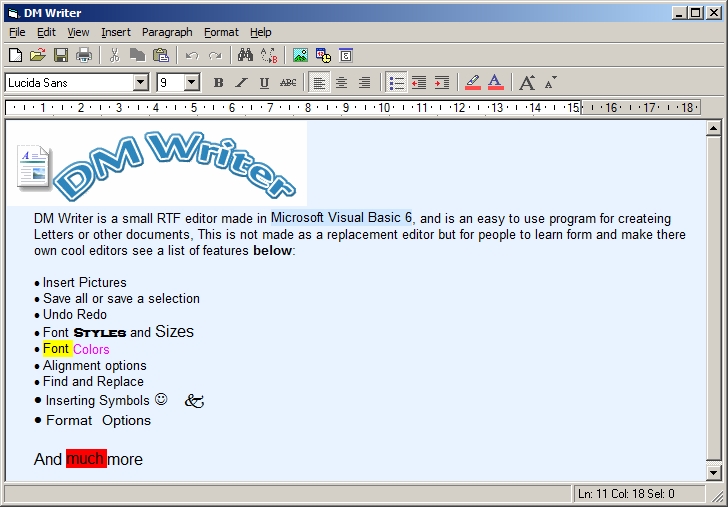 DM Writer
File Edit View Insert Paragraph Format Help
Lucida Sans 9 B I U ABC A A A
1 2 3 4 5 6 7 8 9 10 11 12 13 14 15 16 17 18
A
DM Writer
DM Writer is a small RTF editor made in Microsoft Visual Basic 6, and is an easy to use program for createing
Letters or other documents, This is not made as a replacement editor but for people to learn form and make there
own cool editors see a list of features below:
• Insert Pictures
• Save all or save a selection
• Undo Redo
• Font Styles and Sizes
• Font Colors
• Alignment options
• Find and Replace
• Inserting Symbols ☺ &
• Format Options
And much more
Ln: 11 Col: 18 Sel: 0